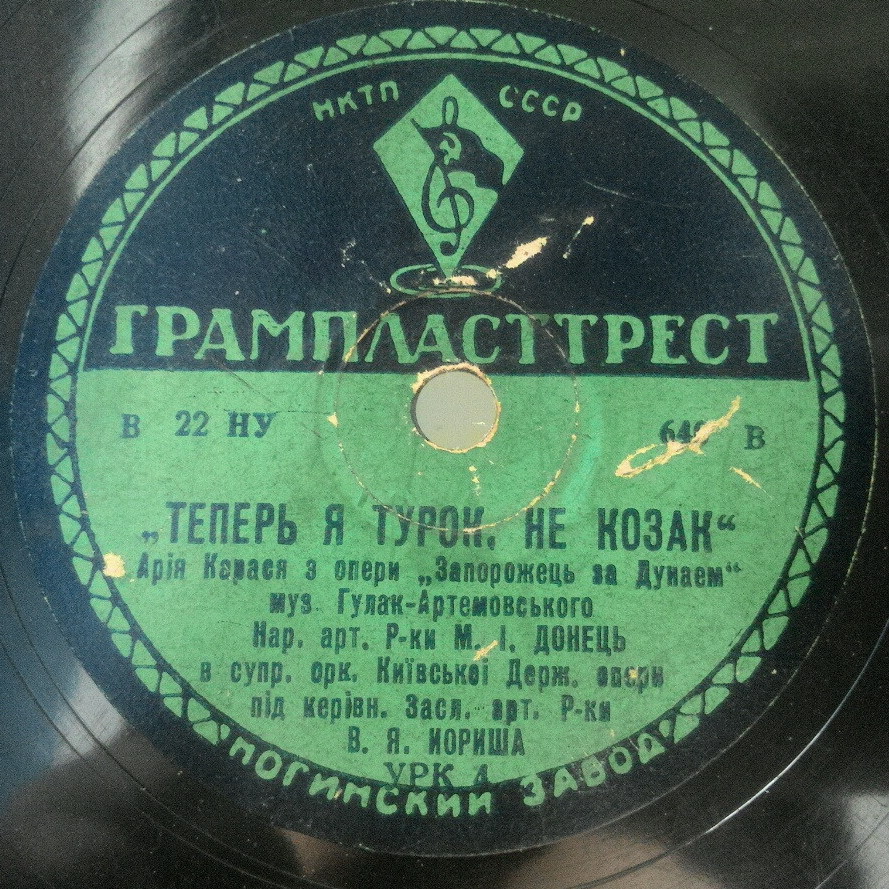 НКТП СССР
ГРАМПЛАСТТРЕСТ
В 22 НУ В
„ТЕПЕРЬ Я ТУРОК, НЕ КОЗАК“
Арія Карася з опери „Запорожець за Дунаем“
муз. Гулак-Артемовського
Нар. арт. Р-ки М. І. ДОНЕЦЬ
в супр. орк. Київської Держ. опери
під керівн. Засл. арт. Р-ки
В. Я. ЙОРИША
УРК 4
НОГИНСКИЙ ЗАВОД